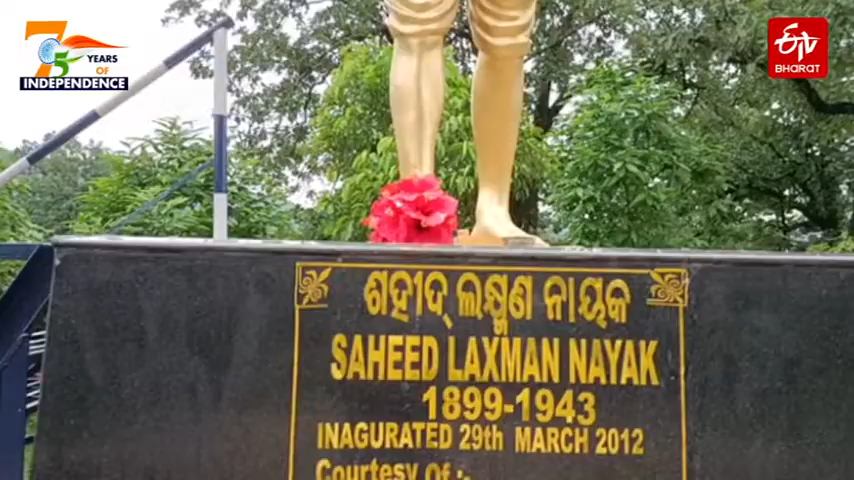 75
YEARS
OF
INDEPENDENCE
etv
BHARAT
ଶହୀଦ୍ ଲକ୍ଷ୍ମଣ ନାୟକ
SAHEED LAXMAN NAYAK
1899-1943
INAGURATED 29th MARCH 2012
Courtesy of :-